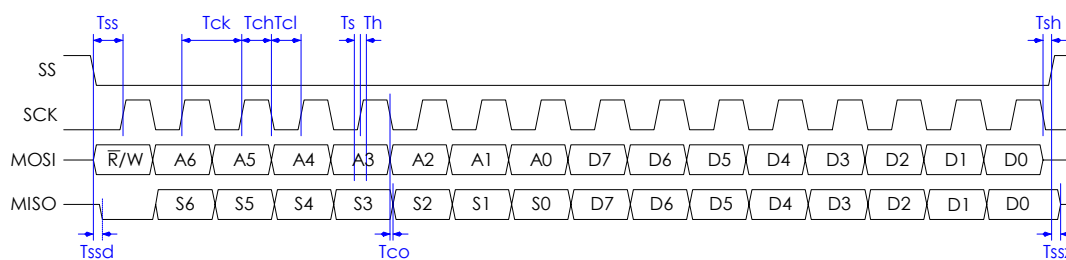 Tss Tck Tch Tcl Ts Th Tsh
SS
SCK
MOSI R̅/W A6 A5 A4 A3 A2 A1 A0 D7 D6 D5 D4 D3 D2 D1 D0
MISO S6 S5 S4 S3 S2 S1 S0 D7 D6 D5 D4 D3 D2 D1 D0
Tssd Tco